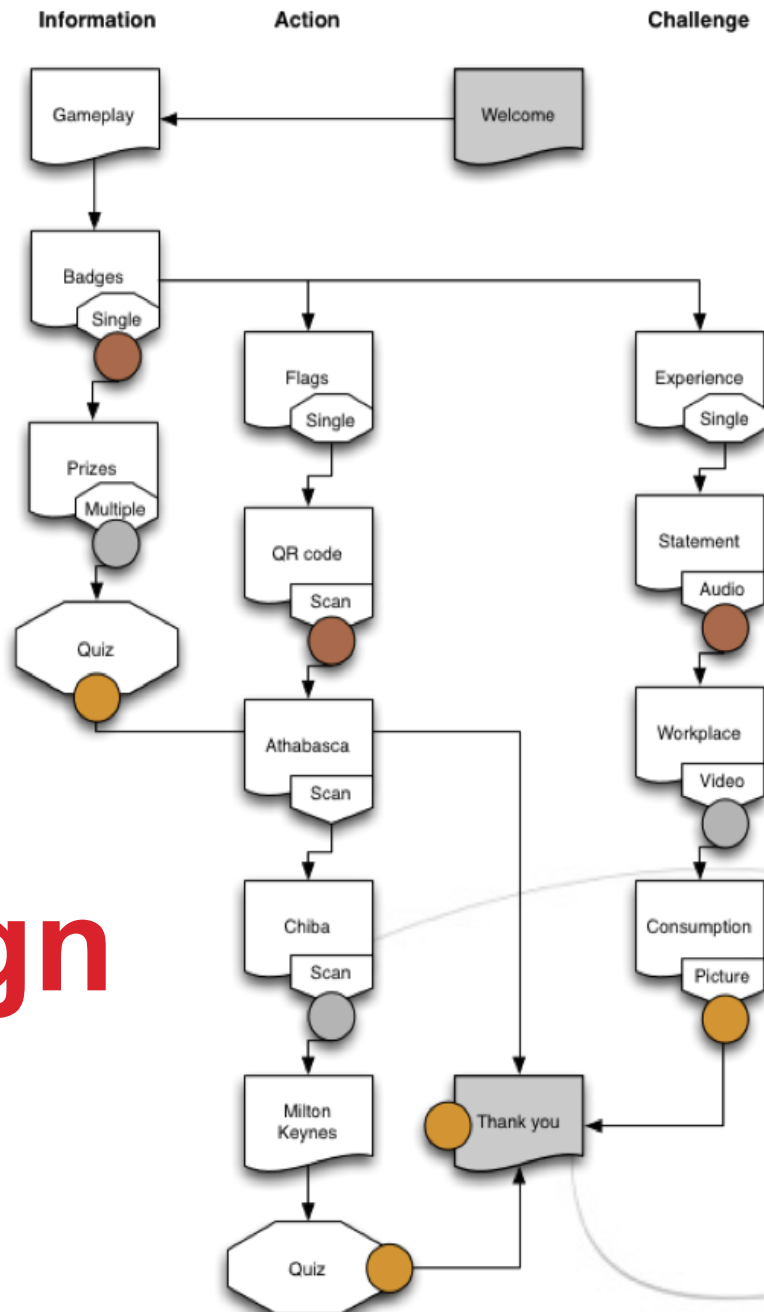 Information
Action
Challenge
Gameplay
Welcome
Badges
Single
Flags
Single
Experience
Single
Prizes
Multiple
QR code
Scan
Statement
Audio
Quiz
Athabasca
Scan
Workplace
Video
Chiba
Scan
Consumption
Picture
gn
Milton
Keynes
Thank you
Quiz